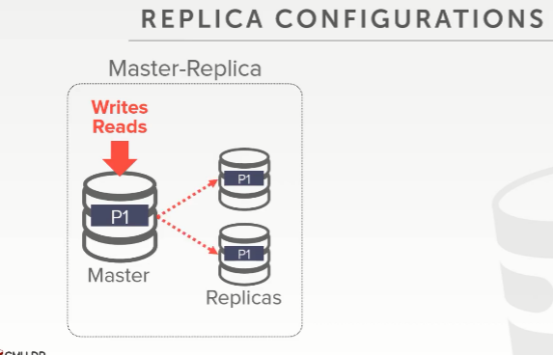 REPLICA CONFIGURATIONS
Master-Replica
Writes
Reads
P1
P1
P1
Master
Replicas